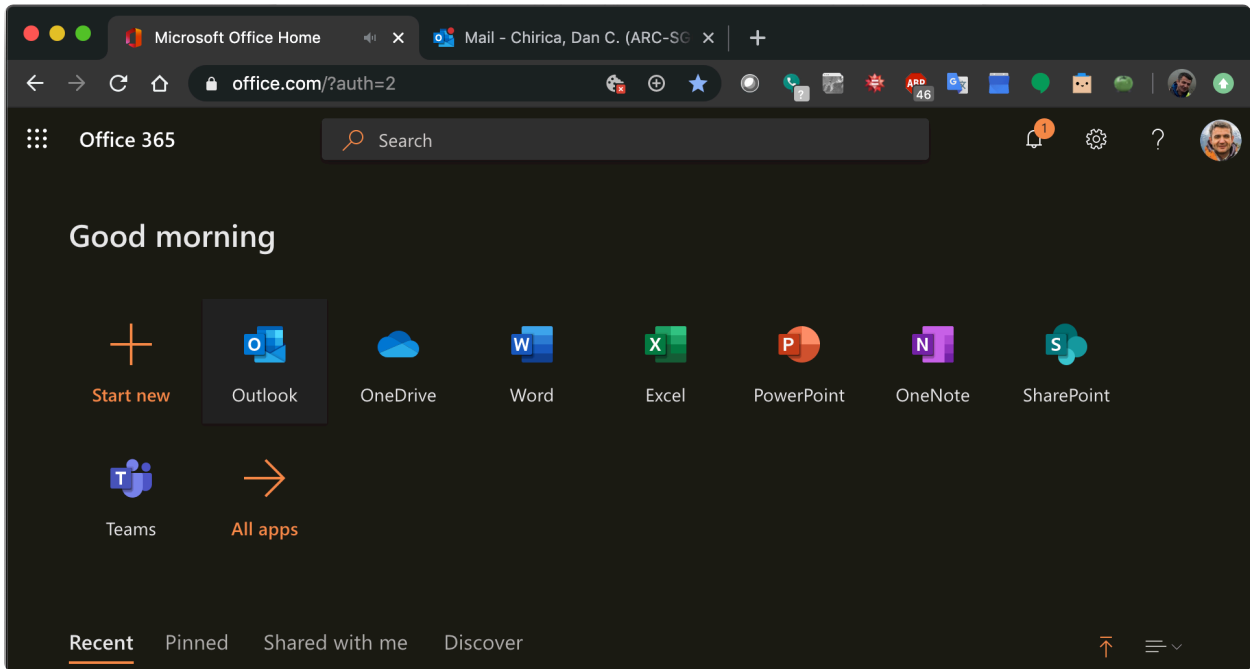 Microsoft Office Home
Mail - Chirica, Dan C. (ARC-SG
office.com/?auth=2
?
ARD
46
G
Office 365
Search
1
?
Good morning
O
W
X
P
N
S
Start new
Outlook
OneDrive
Word
Excel
PowerPoint
OneNote
SharePoint
T
Teams
All apps
Recent
Pinned
Shared with me
Discover